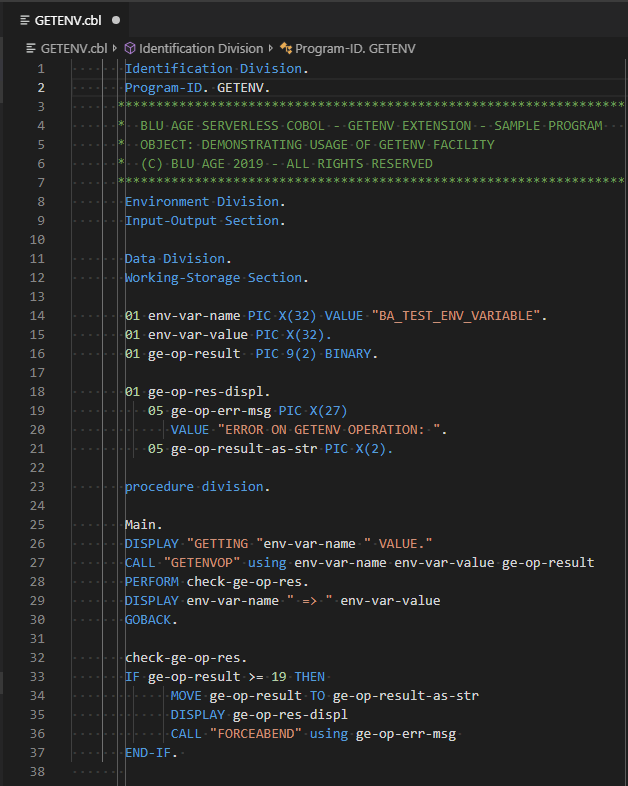 GETENV.cbl
GETENV.cbl Identification Division Program-ID. GETENV
1 Identification Division.
2 Program-ID. GETENV.
3 ******************************************************************
4 * BLU AGE SERVERLESS COBOL - GETENV EXTENSION - SAMPLE PROGRAM
5 * OBJECT: DEMONSTRATING USAGE OF GETENV FACILITY
6 * (C) BLU AGE 2019 - ALL RIGHTS RESERVED
7 ******************************************************************
8 Environment Division.
9 Input-Output Section.
10
11 Data Division.
12 Working-Storage Section.
13
14 01 env-var-name PIC X(32) VALUE "BA_TEST_ENV_VARIABLE".
15 01 env-var-value PIC X(32).
16 01 ge-op-result  PIC 9(2) BINARY.
17
18 01 ge-op-res-displ.
19 05 ge-op-err-msg PIC X(27)
20 VALUE "ERROR ON GETENV OPERATION: ".
21 05 ge-op-result-as-str PIC X(2).
22
23 procedure division.
24
25 Main.
26 DISPLAY "GETTING "env-var-name " VALUE."
27 CALL "GETENVOP" using env-var-name env-var-value ge-op-result
28 PERFORM check-ge-op-res.
29 DISPLAY env-var-name " => " env-var-value
30 GOBACK.
31
32 check-ge-op-res.
33 IF ge-op-result >= 19 THEN
34 MOVE ge-op-result TO ge-op-result-as-str
35 DISPLAY ge-op-res-displ
36 CALL "FORCEABEND" using ge-op-err-msg
37 END-IF.
38